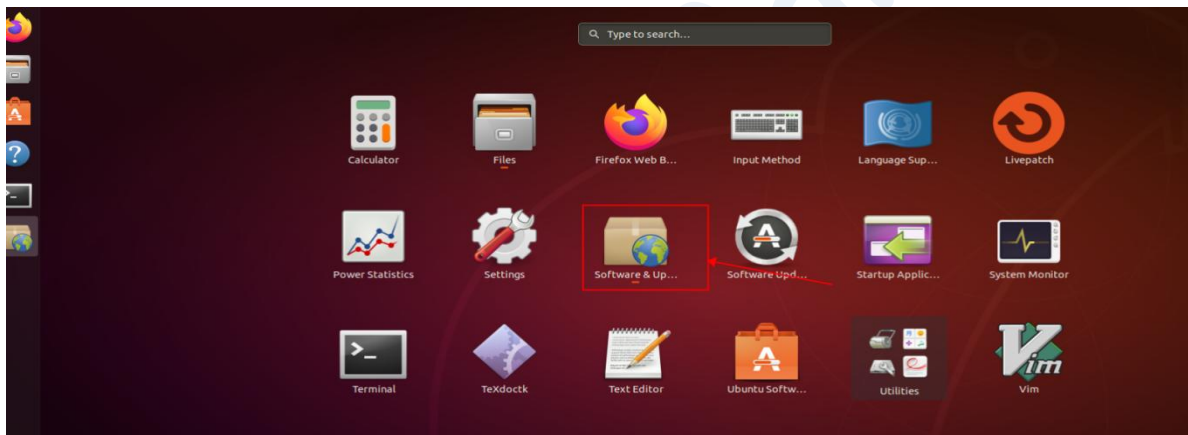 Type to search...
Calculator
Files
Firefox Web B...
Input Method
Language Sup...
Livepatch
Power Statistics
Settings
Software & Up...
Software Upd...
Startup Applic...
System Monitor
Terminal
TeXdoctk
Text Editor
Ubuntu Softw...
Utilities
Vim